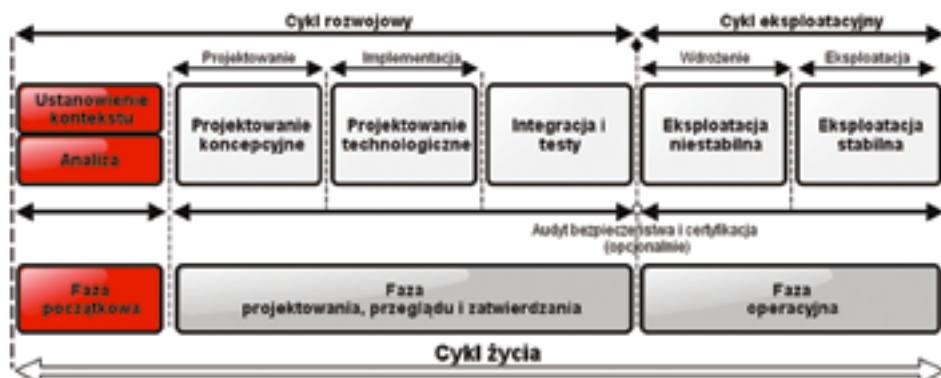 Cykl rozwojowy
Cykl eksploatacyjny
Projektowanie
Implementacja
Wdrożenie
Eksploatacja
Ustanowienie
kontekstu
Analiza
Projektowanie
koncepcyjne
Projektowanie
technologiczne
Integracja i
testy
Eksploatacja
niestabilna
Eksploatacja
stabilna
Audyt bezpieczeństwa i certyfikacja
(opcjonalnie)
Faza
początkowa
Faza
projektowania, przeglądu i zatwierdzania
Faza
operacyjna
Cykl życia